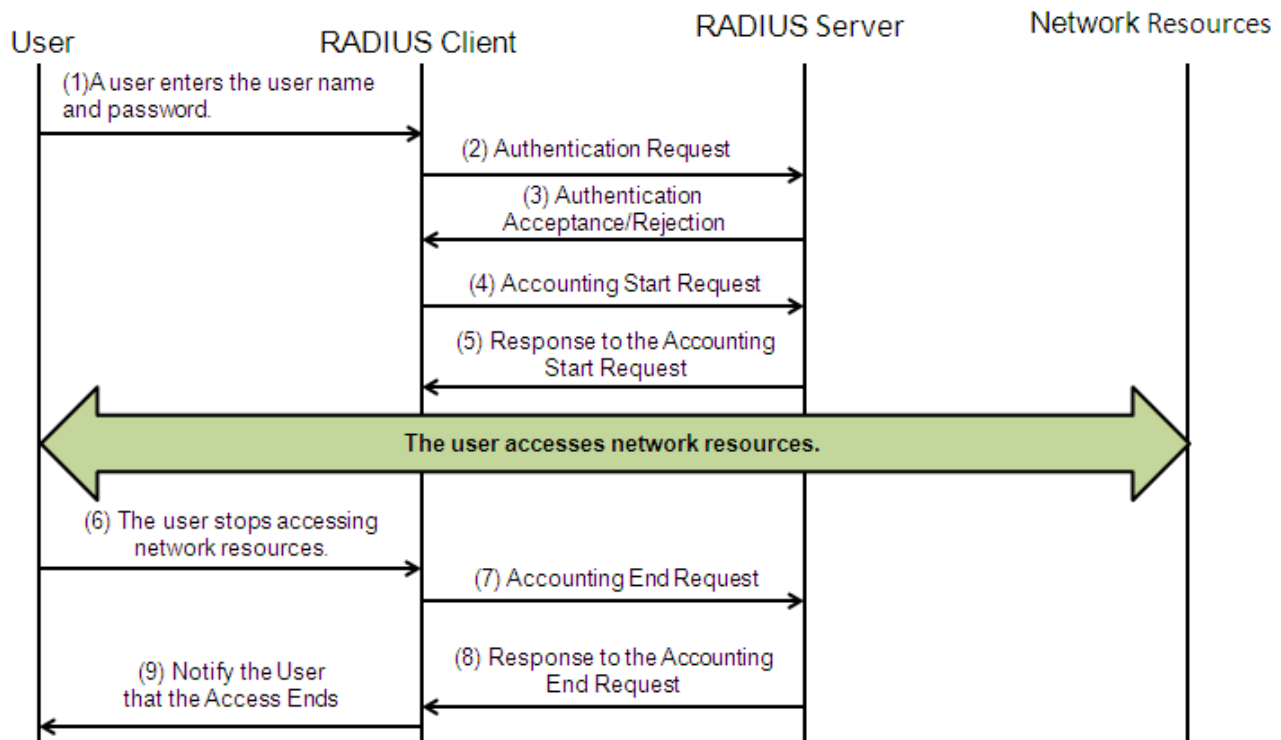 User
RADIUS Client
RADIUS Server
Network Resources
(1)A user enters the user name
and password.
(2) Authentication Request
(3) Authentication
Acceptance/Rejection
(4) Accounting Start Request
(5) Response to the Accounting
Start Request
The user accesses network resources.
(6) The user stops accessing
network resources.
(7) Accounting End Request
(8) Response to the Accounting
End Request
(9) Notify the User
that the Access Ends